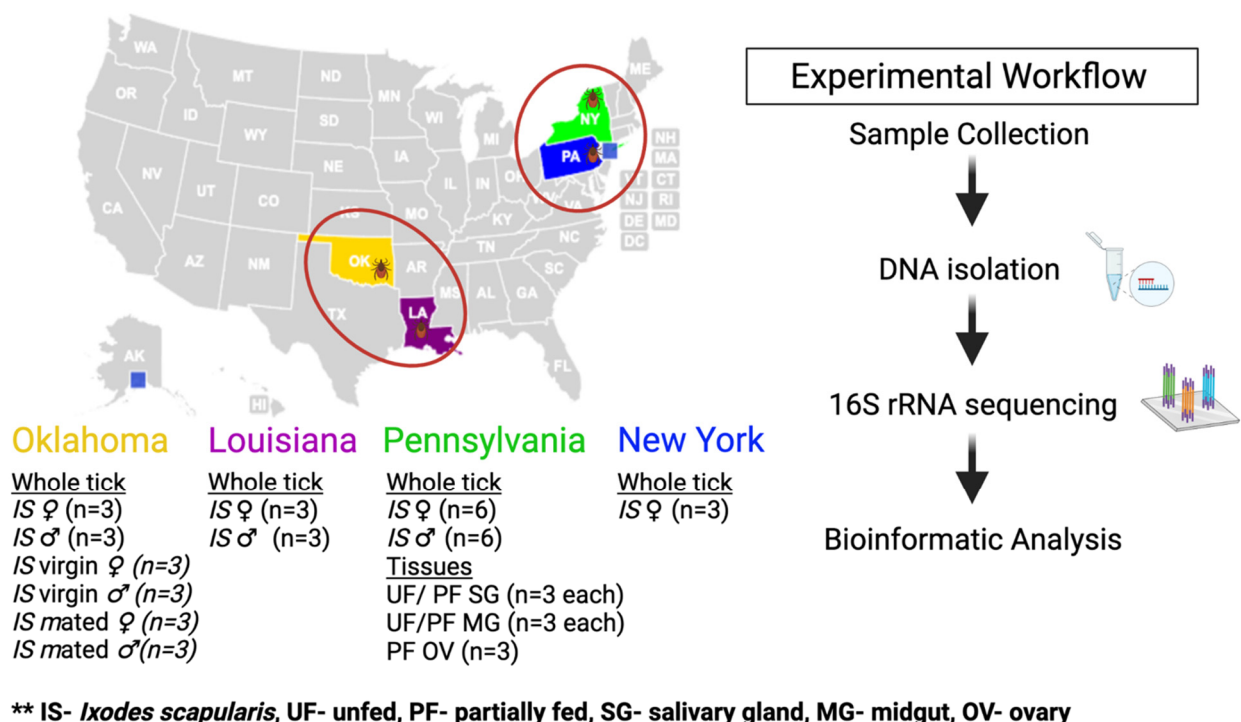 WA
OR
CA
NV
ID
MT
WY
UT
AZ
CO
NM
ND
SD
NE
KS
OK
TX
MN
IA
MO
AR
LA
WI
IL
MI
IN
KY
TN
MS
AL
GA
FL
SC
NC
VA
PA
NY
ME
NH
MA
VT
CT
NJ
RI
DE
MD
DC
AK
HI
Experimental Workflow
Sample Collection
DNA isolation
16S rRNA sequencing
Bioinformatic Analysis
Oklahoma
Whole tick
IS ♀ (n=3)
IS ♂ (n=3)
IS virgin ♀ (n=3)
IS virgin ♂ (n=3)
IS mated ♀ (n=3)
IS mated ♂(n=3)
Louisiana
Whole tick
IS ♀ (n=3)
IS ♂ (n=3)
Pennsylvania
Whole tick
IS ♀ (n=6)
IS ♂ (n=6)
Tissues
UF/ PF SG (n=3 each)
UF/PF MG (n=3 each)
PF OV (n=3)
New York
Whole tick
IS ♀ (n=3)
** IS- Ixodes scapularis, UF- unfed, PF- partially fed, SG- salivary gland, MG- midgut, OV- ovary